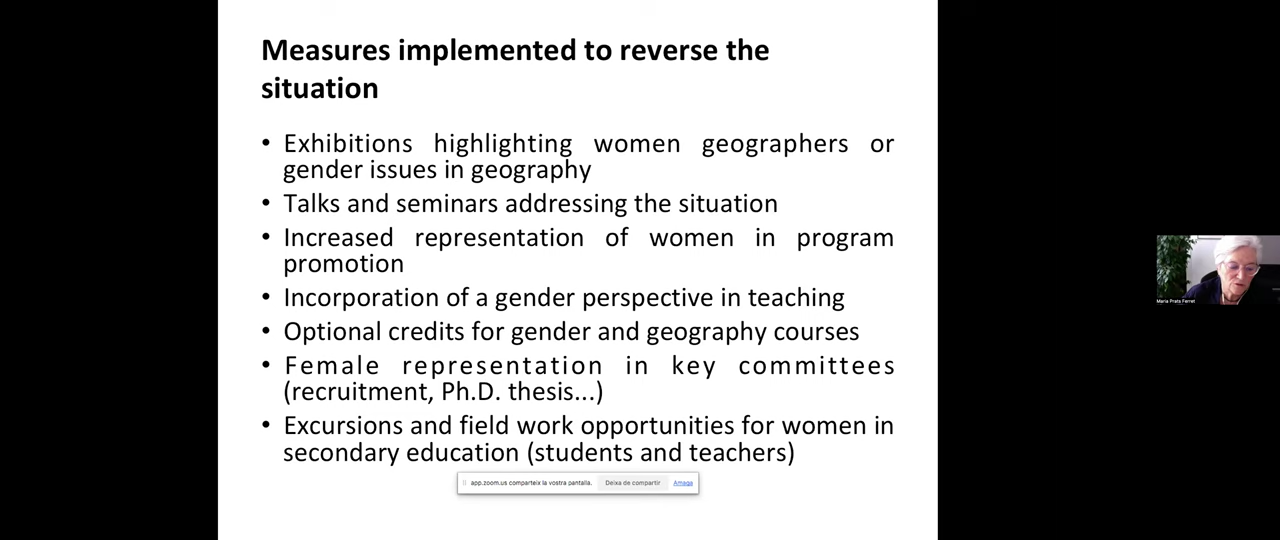 Measures implemented to reverse the
situation
• Exhibitions highlighting women geographers or
gender issues in geography
• Talks and seminars addressing the situation
• Increased representation of women in program
promotion
• Incorporation of a gender perspective in teaching
• Optional credits for gender and geography courses
• Female representation in key committees
(recruitment, Ph.D. thesis...)
• Excursions and field work opportunities for women in
secondary education (students and teachers)
app.zoom.us comparteix la vostra pantalla. Deixa de compartir Amaga
Maria Prats Ferret